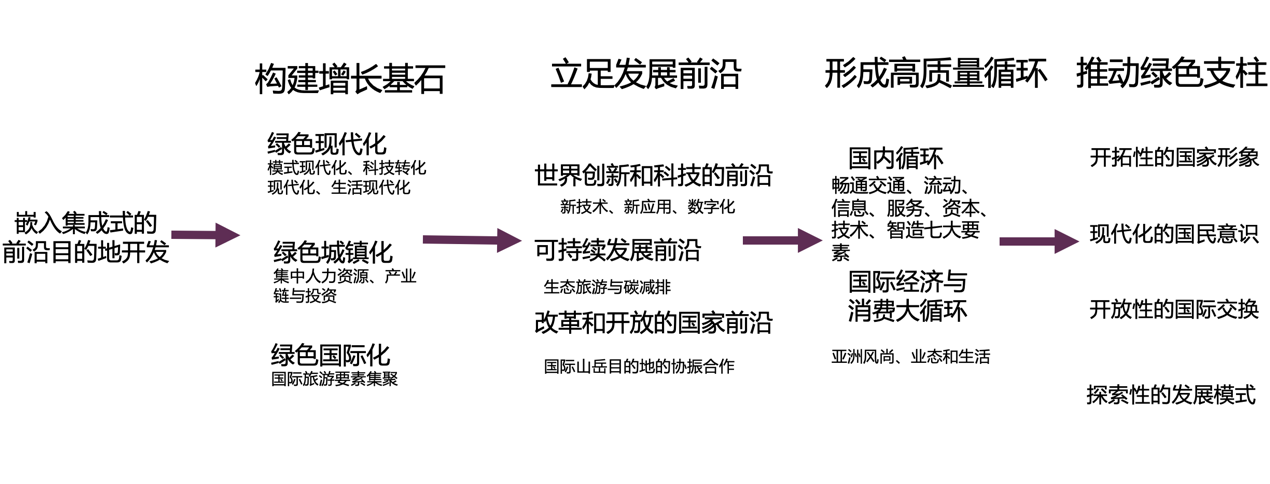 嵌入集成式的
前沿目的地开发
构建增长基石
绿色现代化
模式现代化、科技转化
现代化、生活现代化
绿色城镇化
集中人力资源、产业
链与投资
绿色国际化
国际旅游要素集聚
立足发展前沿
世界创新和科技的前沿
新技术、新应用、数字化
可持续发展前沿
生态旅游与碳减排
改革和开放的国家前沿
国际山岳目的地的协振合作
形成高质量循环
国内循环
畅通交通、流动、
信息、服务、资本、
技术、智造七大要
素
国际经济与
消费大循环
亚洲风尚、业态和生活
推动绿色支柱
开拓性的国家形象
现代化的国民意识
开放性的国际交换
探索性的发展模式